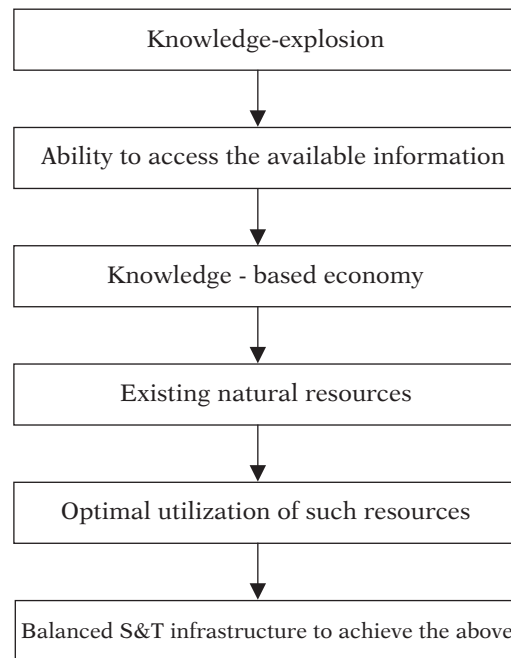 Knowledge-explosion
Ability to access the available information
Knowledge - based economy
Existing natural resources
Optimal utilization of such resources
Balanced S&T infrastructure to achieve the above